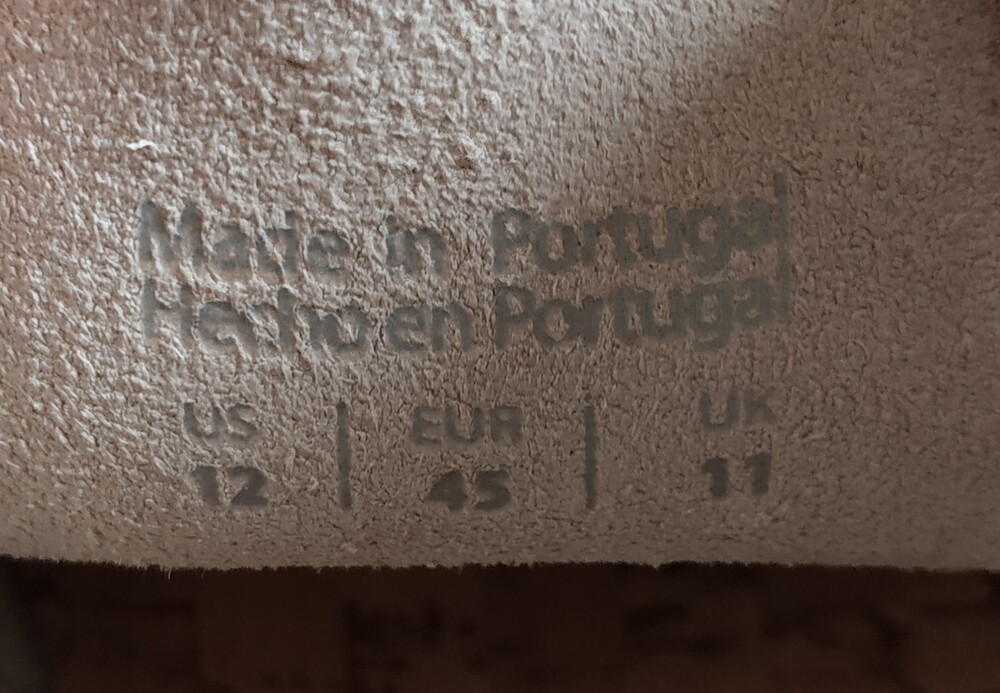 Made in Portugal
Hecho en Portugal
US | EUR | UK
12 | 45 | 11